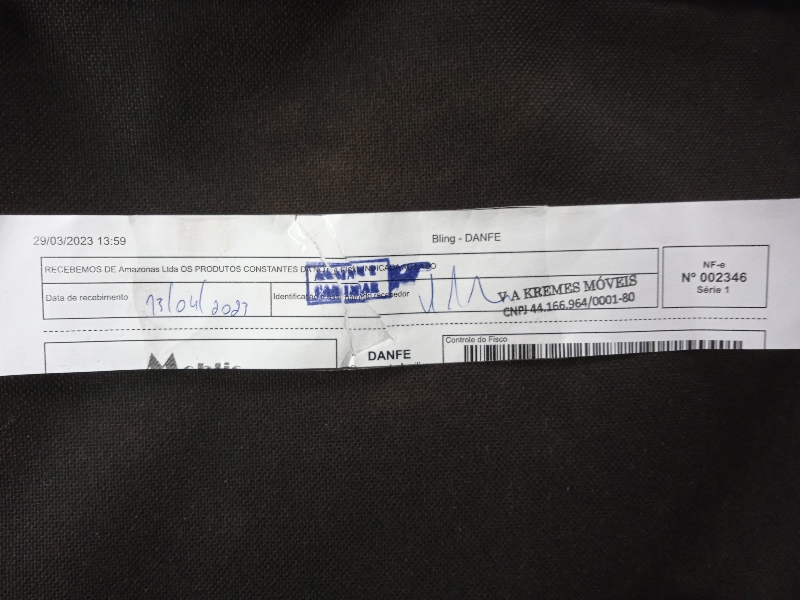 29/03/2023 13:59
Bling - DANFE
RECEBEMOS DE Amazonas Ltda OS PRODUTOS CONSTANTES DA
NF-e
Nº 002346
Série 1
Data de recebimento
13/04/2023
V A KREMES MÓVEIS
CNPJ 44.166.964/0001-80
DANFE
Controle do Fisco